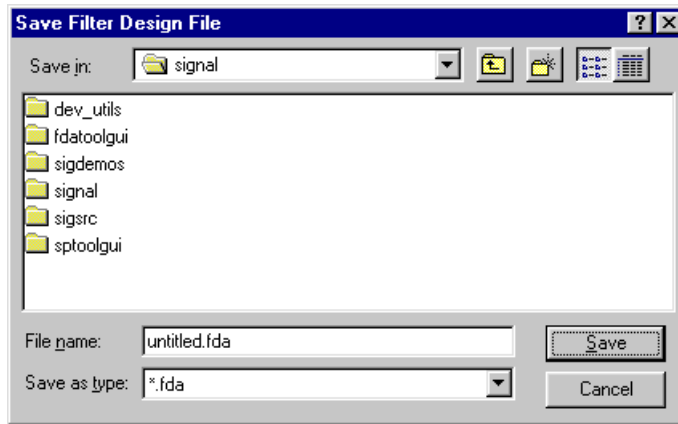 Save Filter Design File
Save in: signal
dev_utils
fdatoolgui
sigdemos
signal
sigsrc
sptoolgui
File name: untitled.fda Save
Save as type: *.fda Cancel